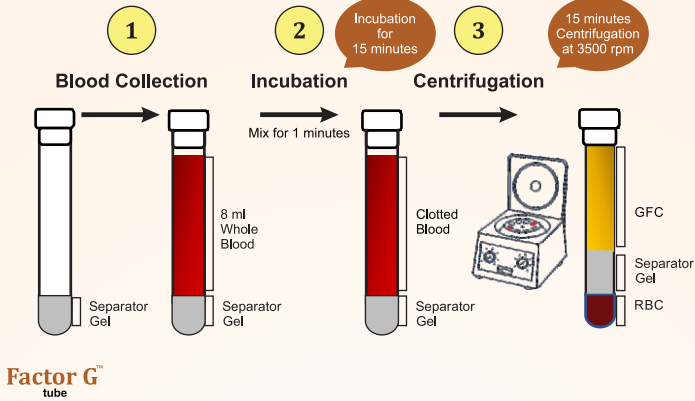 1
Blood Collection
2
Incubation
Incubation
for
15 minutes
Mix for 1 minutes
3
Centrifugation
15 minutes
Centrifugation
at 3500 rpm
Separator
Gel
8 ml
Whole
Blood
Separator
Gel
Clotted
Blood
Separator
Gel
GFC
Separator
Gel
RBC
Factor G™
tube